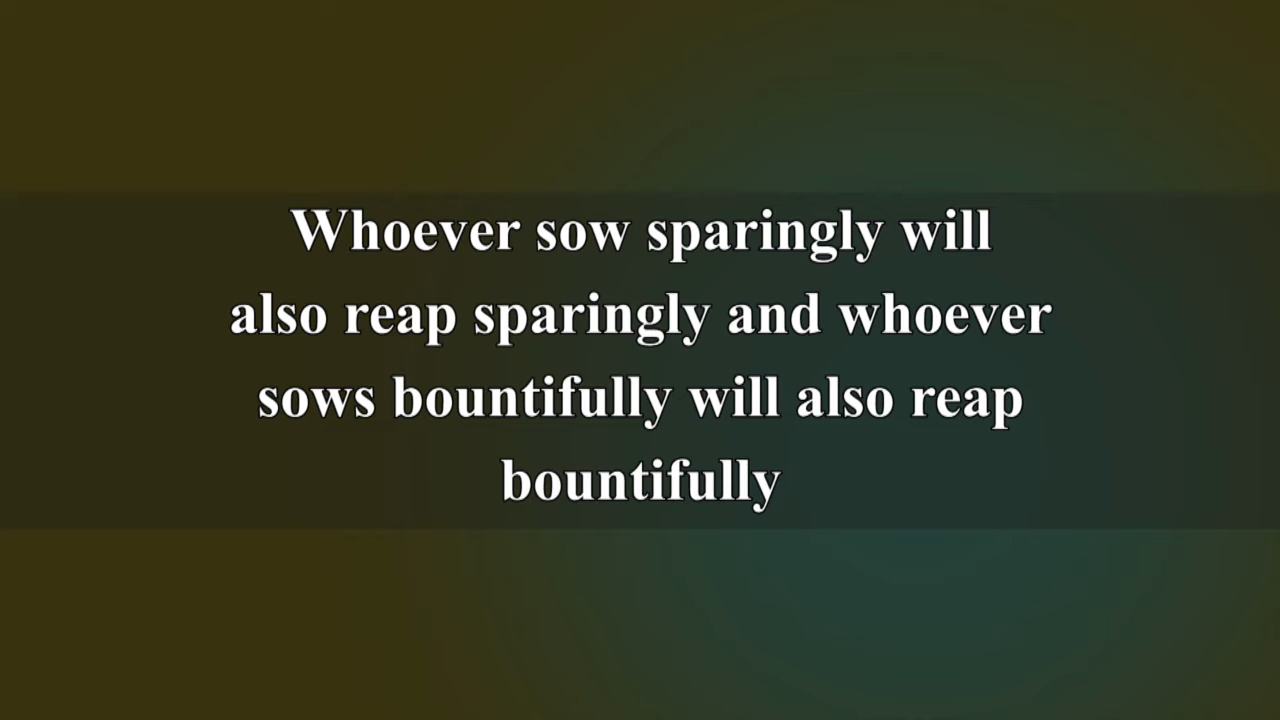 Whoever sow sparingly will
also reap sparingly and whoever
sows bountifully will also reap
bountifully